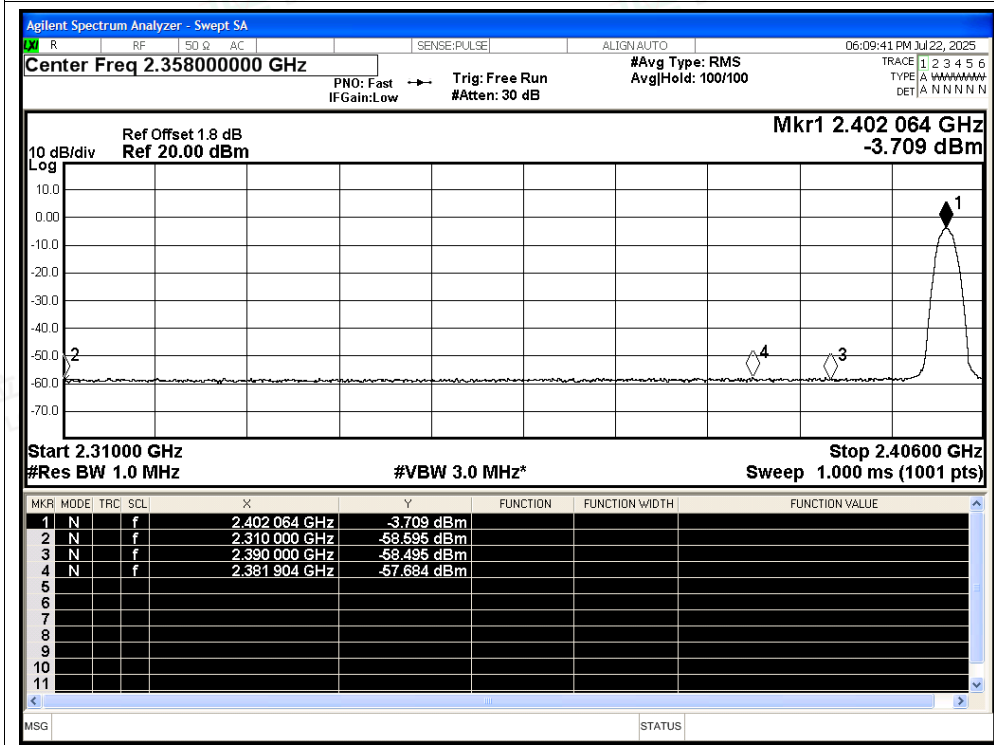 Agilent Spectrum Analyzer - Swept SA
LXI R RF 50 Ω AC SENSE:PULSE ALIGN AUTO 06:09:41 PM Jul 22, 2025
Center Freq 2.358000000 GHz
PNO: Fast
IFGain:Low
Trig: Free Run
#Atten: 30 dB
#Avg Type: RMS
Avg|Hold: 100/100
TRACE 1 2 3 4 5 6
TYPE A WWWWW
DET A N N N N N
Ref Offset 1.8 dB
10 dB/div Ref 20.00 dBm
Log
Mkr1 2.402 064 GHz
-3.709 dBm
10.0
0.00
-10.0
-20.0
-30.0
-40.0
-50.0
-60.0
-70.0
1
2
4
3
Start 2.31000 GHz Stop 2.40600 GHz
#Res BW 1.0 MHz #VBW 3.0 MHz* Sweep 1.000 ms (1001 pts)
MKR MODE TRC SCL X Y FUNCTION FUNCTION WIDTH FUNCTION VALUE
1 N f 2.402 064 GHz -3.709 dBm
2 N f 2.310 000 GHz -58.595 dBm
3 N f 2.390 000 GHz -58.495 dBm
4 N f 2.381 904 GHz -57.684 dBm
5
6
7
8
9
10
11
MSG STATUS